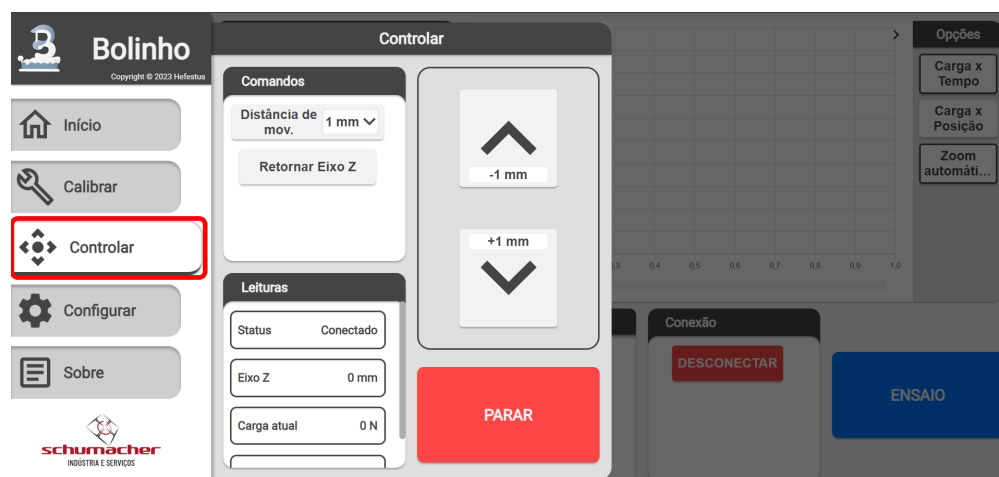 Bolinho
Copyright © 2023 Hefestus
Início
Calibrar
Controlar
Configurar
Sobre
schumacher
INDÚSTRIA E SERVIÇOS
Controlar
Comandos
Distância de
mov.
1 mm
Retornar Eixo Z
Leituras
Status Conectado
Eixo Z 0 mm
Carga atual 0 N
-1 mm
+1 mm
PARAR
0,4 0,5 0,6 0,7 0,8 0,9 1,0
Conexão
DESCONECTAR
ENSAIO
Opções
Carga x
Tempo
Carga x
Posição
Zoom
automáti...